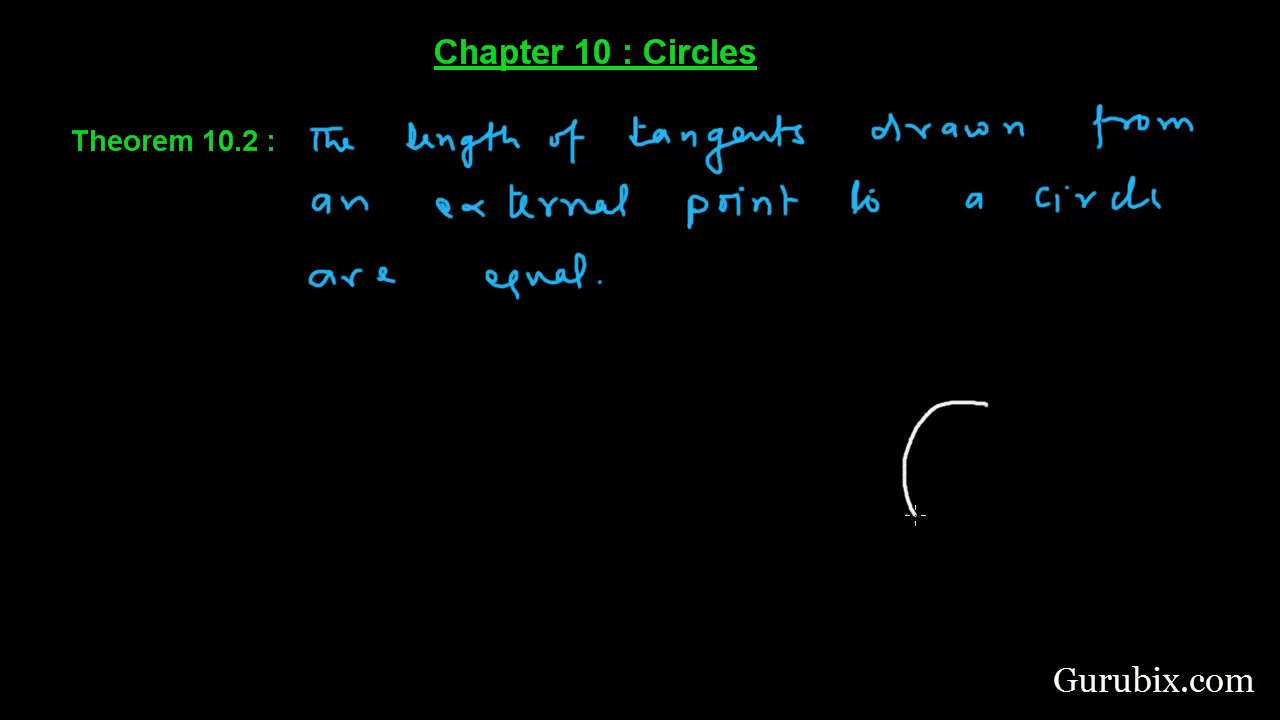 Chapter 10 : Circles
Theorem 10.2 : The length of tangents drawn from
an external point to a circle
are equal.
Gurubix.com